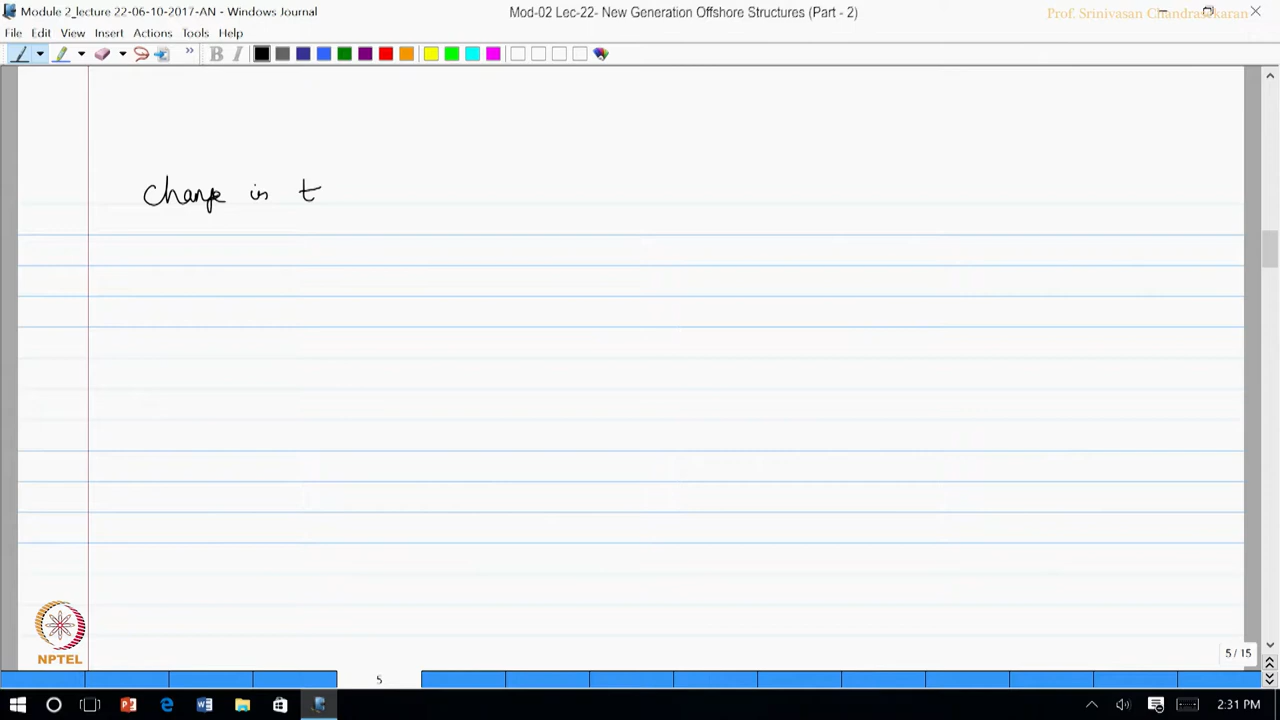 Module 2_lecture 22-06-10-2017-AN - Windows Journal
Mod-02 Lec-22- New Generation Offshore Structures (Part - 2)
Prof. Srinivasan Chandrasekaran
File Edit View Insert Actions Tools Help
B I
change in t
NPTEL
5 / 15
5
2:31 PM